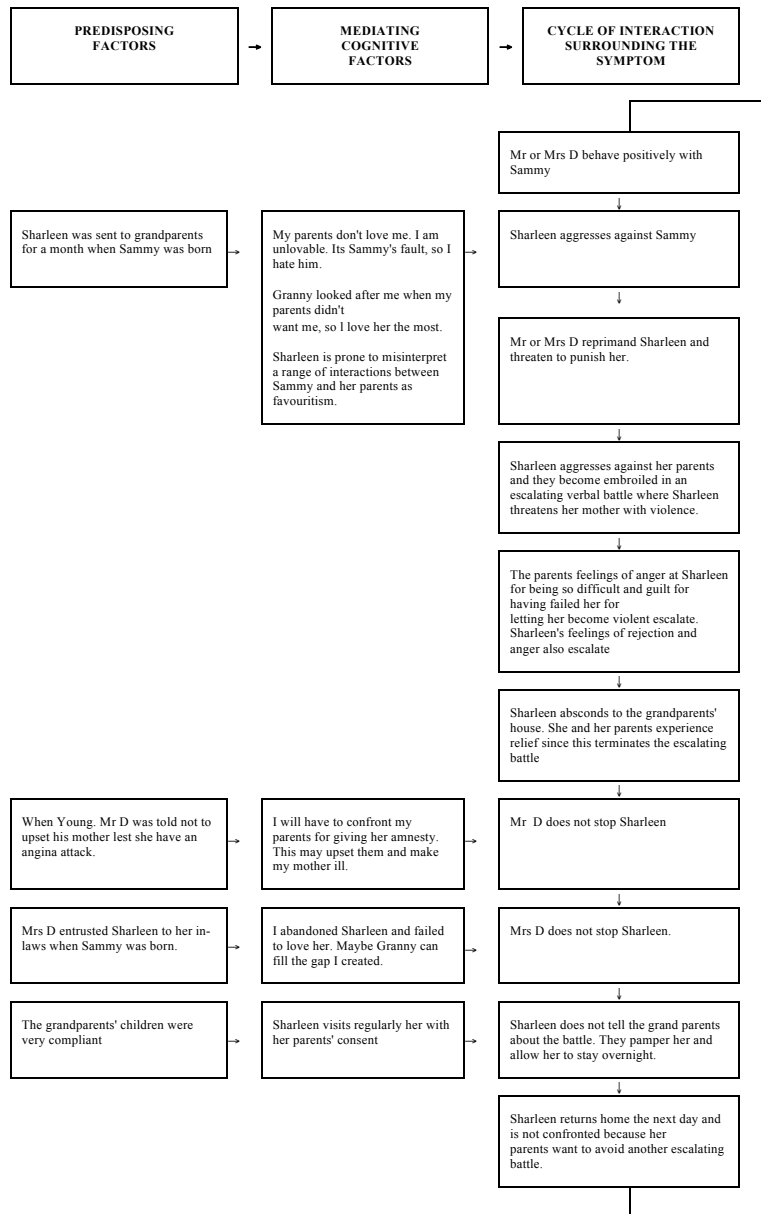 PREDISPOSING
FACTORS
MEDIATING
COGNITIVE
FACTORS
CYCLE OF INTERACTION
SURROUNDING THE
SYMPTOM
Mr or Mrs D behave positively with
Sammy
Sharleen was sent to grandparents
for a month when Sammy was born
My parents don't love me. I am
unlovable. Its Sammy's fault, so I
hate him.
Granny looked after me when my
parents didn't
want me, so l love her the most.
Sharleen is prone to misinterpret
a range of interactions between
Sammy and her parents as
favouritism.
Sharleen aggresses against Sammy
Mr or Mrs D reprimand Sharleen and
threaten to punish her.
Sharleen aggresses against her parents
and they become embroiled in an
escalating verbal battle where Sharleen
threatens her mother with violence.
The parents feelings of anger at Sharleen
for being so difficult and guilt for
having failed her for
letting her become violent escalate.
Sharleen's feelings of rejection and
anger also escalate
Sharleen absconds to the grandparents'
house. She and her parents experience
relief since this terminates the escalating
battle
When Young. Mr D was told not to
upset his mother lest she have an
angina attack.
I will have to confront my
parents for giving her amnesty.
This may upset them and make
my mother ill.
Mr D does not stop Sharleen
Mrs D entrusted Sharleen to her in-
laws when Sammy was born.
I abandoned Sharleen and failed
to love her. Maybe Granny can
fill the gap I created.
Mrs D does not stop Sharleen.
The grandparents' children were
very compliant
Sharleen visits regularly her with
her parents' consent
Sharleen does not tell the grand parents
about the battle. They pamper her and
allow her to stay overnight.
Sharleen returns home the next day and
is not confronted because her
parents want to avoid another escalating
battle.